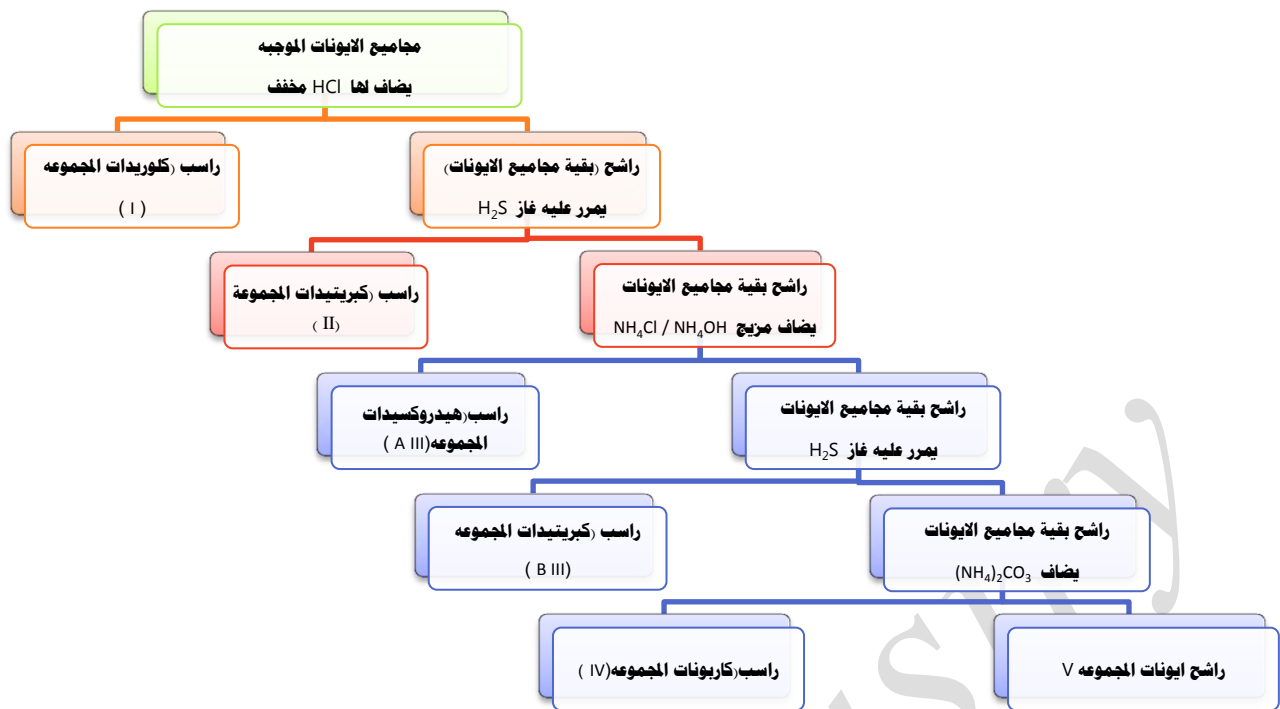 مجاميع الايونات الموجبه
يضاف لها HCl مخفف
راسب (كلوريدات المجموعه
( I )
راشح (بقية مجاميع الايونات)
يمرر عليه غاز H₂S
راسب (كبريتيدات المجموعة
( II)
راشح بقية مجاميع الايونات
يضاف مزيج NH₄Cl / NH₄OH
راسب(هيدروكسيدات
المجموعه(A III )
راشح بقية مجاميع الايونات
يمرر عليه غاز H₂S
راسب (كبريتيدات المجموعه
( B III)
راشح بقية مجاميع الايونات
يضاف (NH₄)₂CO₃
راسب(كاربونات المجموعه(IV )
راشح ايونات المجموعه V